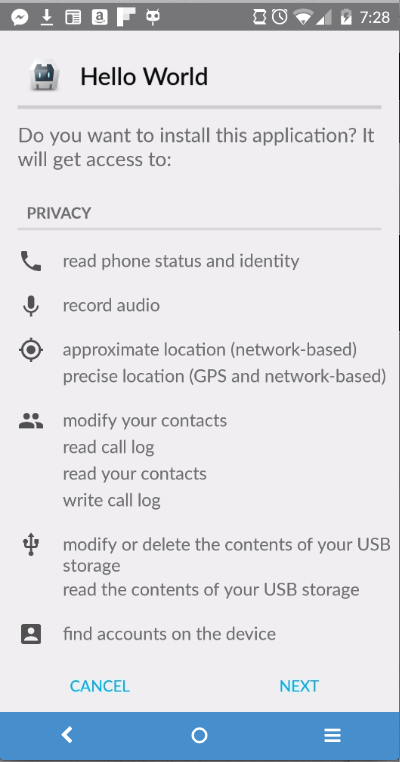 7:28
Hello World
Do you want to install this application? It
will get access to:
PRIVACY
read phone status and identity
record audio
approximate location (network-based)
precise location (GPS and network-based)
modify your contacts
read call log
read your contacts
write call log
modify or delete the contents of your USB
storage
read the contents of your USB storage
find accounts on the device
CANCEL NEXT